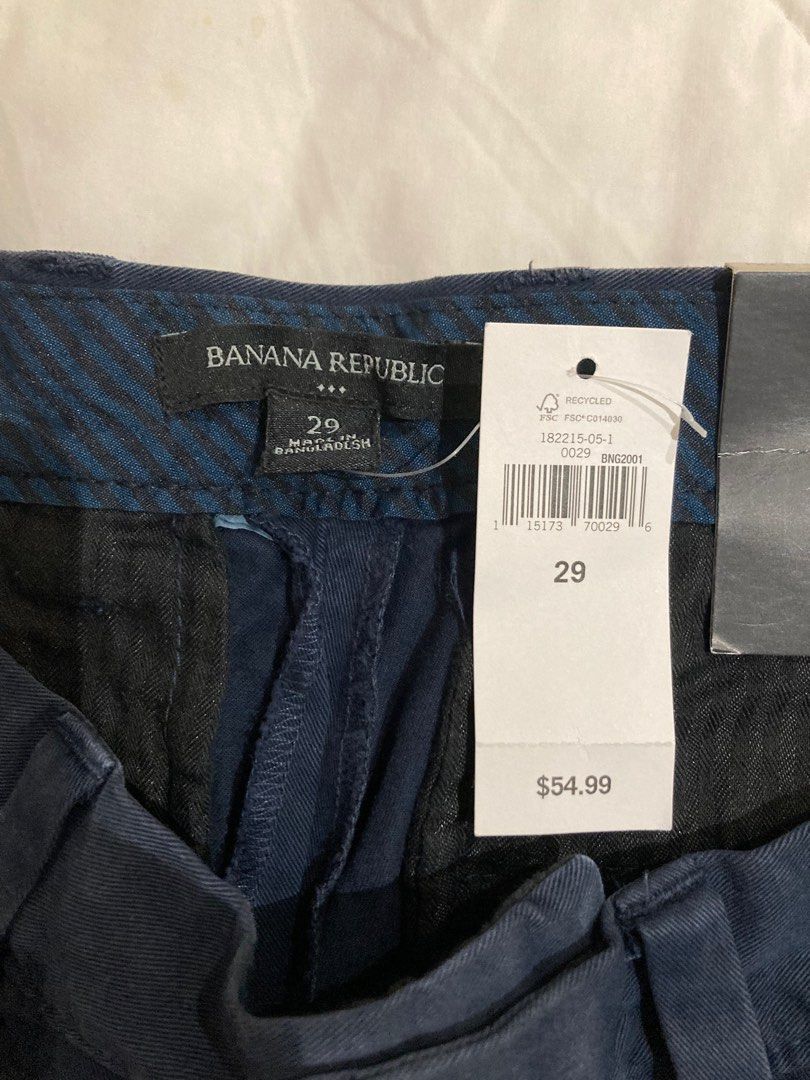 BANANA REPUBLIC
29
MADE IN
BANGLADESH
FSC
RECYCLED
FSC® C014030
182215-05-1
0029 BNG2001
1 15173 70029 6
29
$54.99